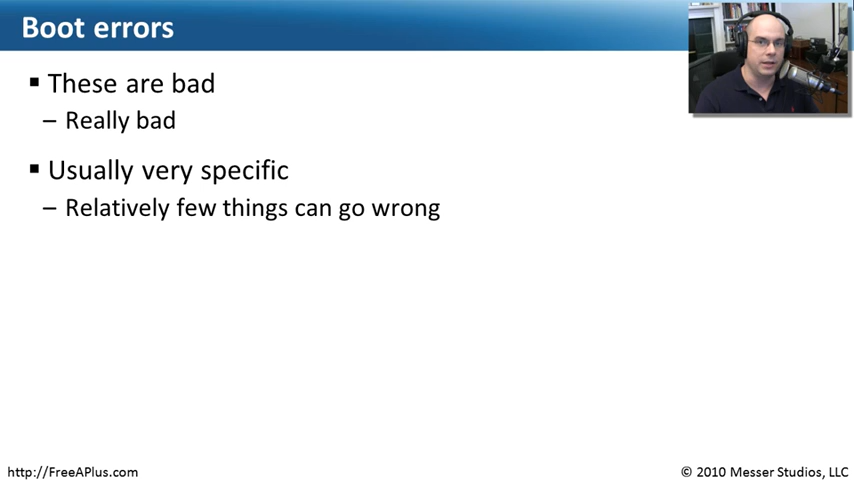 Boot errors
▪ These are bad
– Really bad
▪ Usually very specific
– Relatively few things can go wrong
http://FreeAPlus.com
© 2010 Messer Studios, LLC